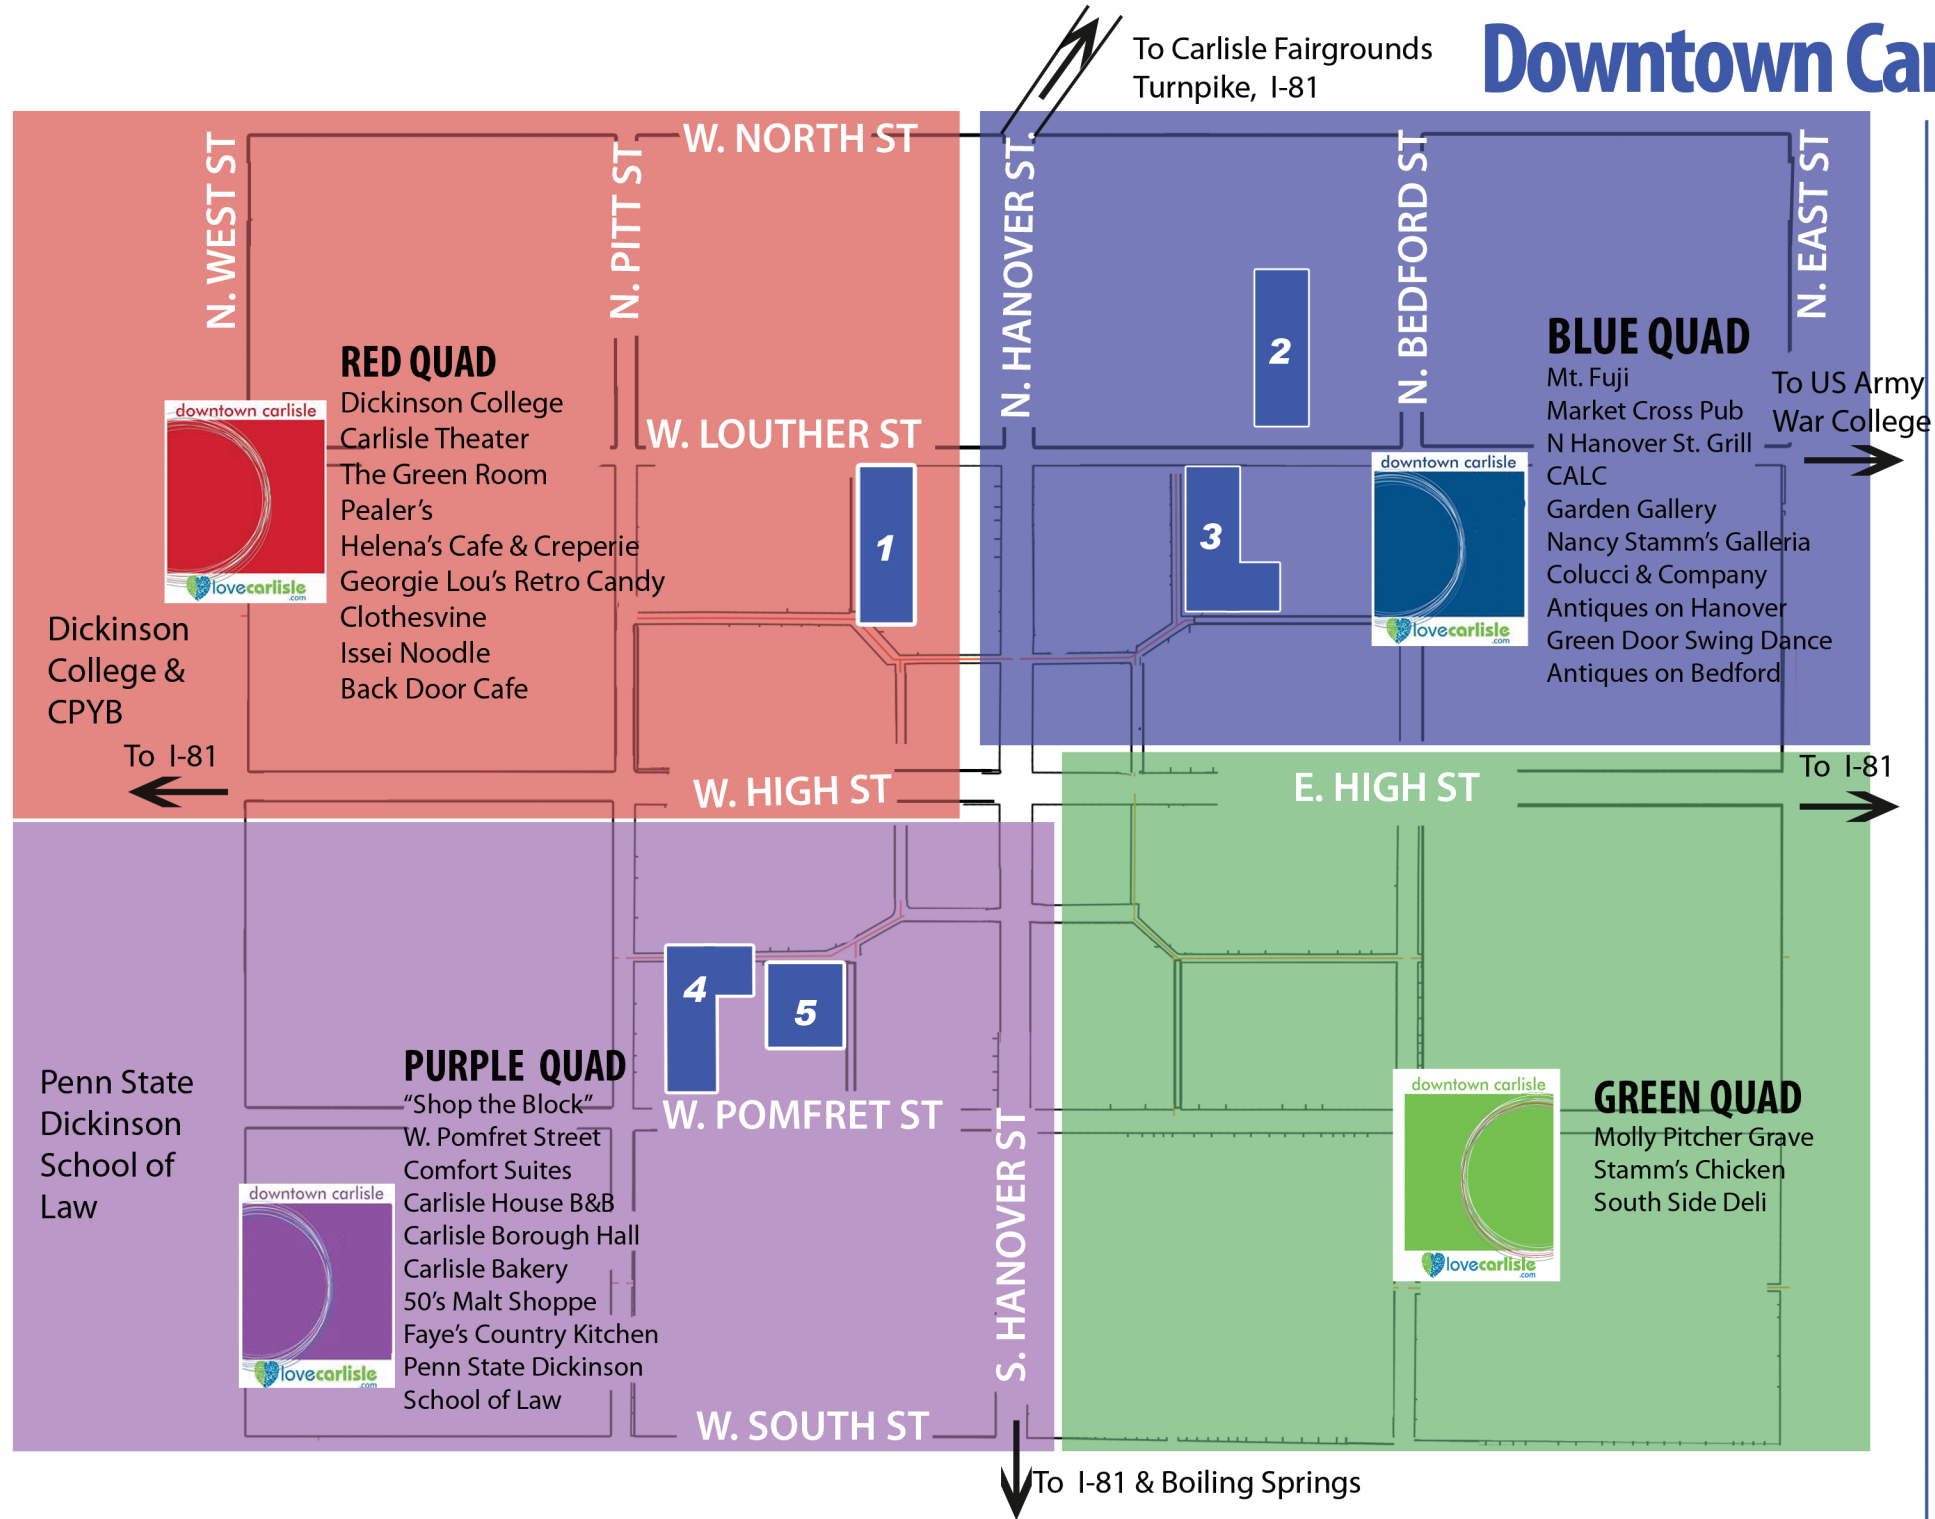 To Carlisle Fairgrounds
Turnpike, I-81
Downtown Car
W. NORTH ST
N. WEST ST
N. PITT ST
N. HANOVER ST.
N. BEDFORD ST
N. EAST ST
RED QUAD
Dickinson College
Carlisle Theater
The Green Room
Pealer's
Helena's Cafe & Creperie
Georgie Lou's Retro Candy
Clothesvine
Issei Noodle
Back Door Cafe
downtown carlisle
lovecarlisle
.com
W. LOUTHER ST
1
2
3
BLUE QUAD
Mt. Fuji
Market Cross Pub
N Hanover St. Grill
CALC
Garden Gallery
Nancy Stamm's Galleria
Colucci & Company
Antiques on Hanover
Green Door Swing Dance
Antiques on Bedford
downtown carlisle
lovecarlisle
.com
To US Army
War College
Dickinson
College &
CPYB
To I-81
W. HIGH ST
E. HIGH ST
To I-81
4
5
Penn State
Dickinson
School of
Law
PURPLE QUAD
“Shop the Block”
W. Pomfret Street
Comfort Suites
Carlisle House B&B
Carlisle Borough Hall
Carlisle Bakery
50's Malt Shoppe
Faye's Country Kitchen
Penn State Dickinson
School of Law
downtown carlisle
lovecarlisle
.com
W. POMFRET ST
S. HANOVER ST
W. SOUTH ST
downtown carlisle
lovecarlisle
.com
GREEN QUAD
Molly Pitcher Grave
Stamm's Chicken
South Side Deli
To I-81 & Boiling Springs